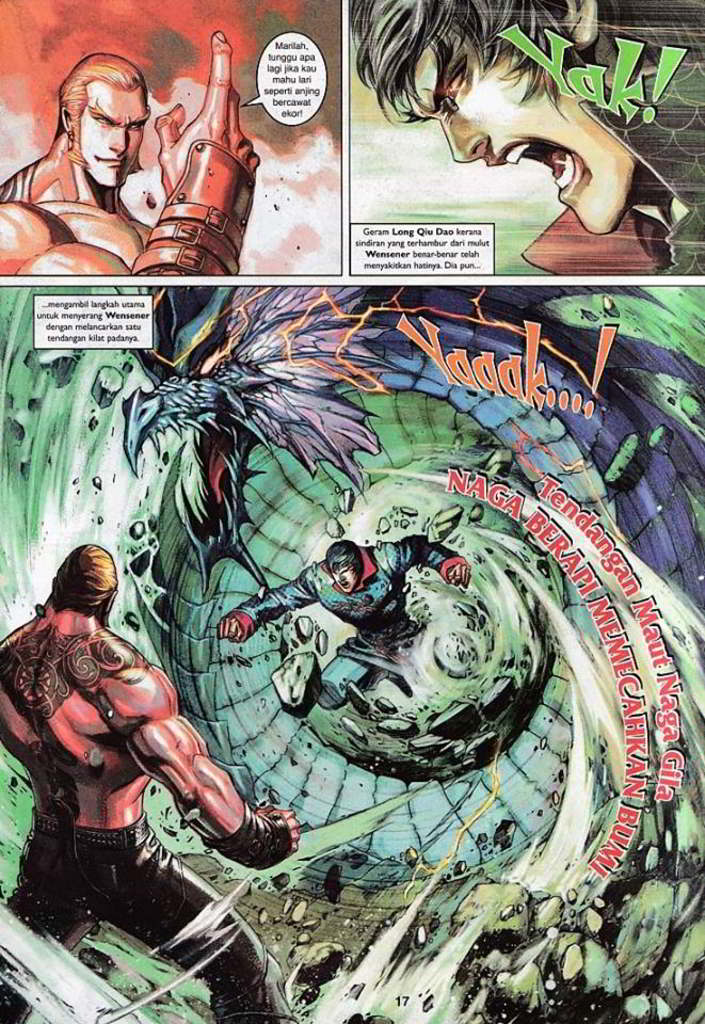 Marilah,
tunggu apa
lagi jika kau
mahu lari
seperti anjing
bercawat
ekor!
Yak!
Geram Long Qiu Dao kerana
sindiran yang terhambur dari mulut
Wensener benar-benar telah
menyakitkan hatinya. Dia pun...
...mengambil langkah utama
untuk menyerang Wensener
dengan melancarkan satu
tendangan kilat padanya.
Yaaak....!
Tendangan Maut Naga Gila
NAGA BERAPI MEMECAHKAN BUMI
17